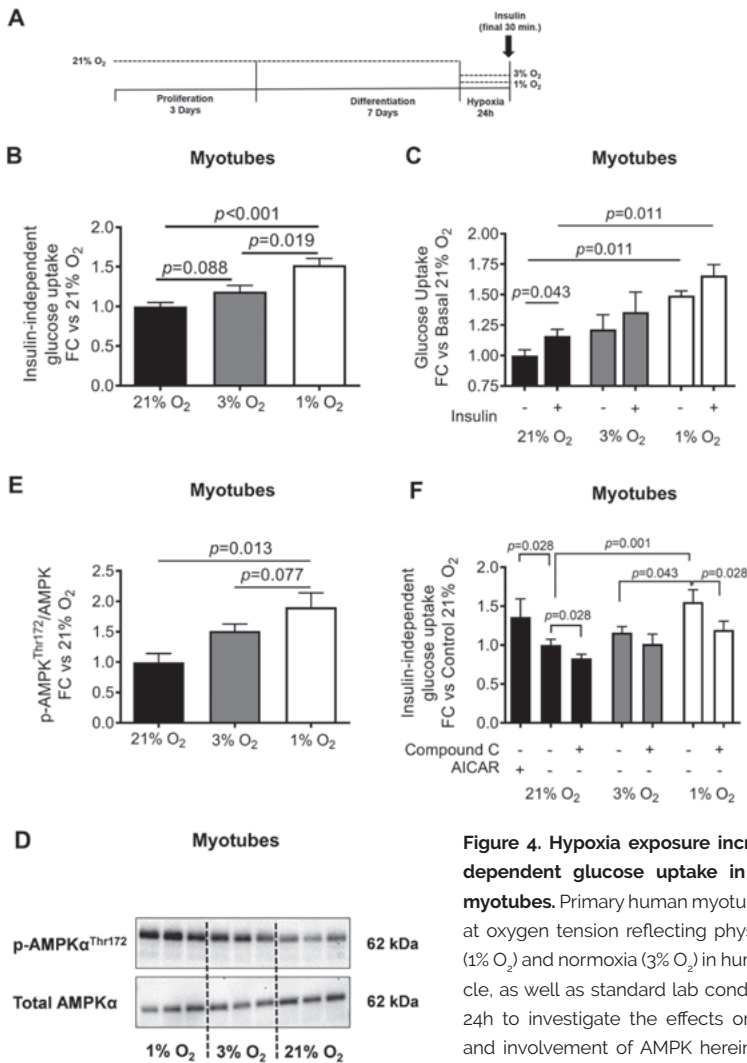 A
Insulin
(final 30 min.)
21% O2
3% O2
1% O2
Proliferation
3 Days
Differentiation
7 Days
Hypoxia
24h
B
Myotubes
Insulin-independent
glucose uptake
FC vs 21% O2
2.0
1.5
1.0
0.5
0.0
p<0.001
p=0.088
p=0.019
21% O2 3% O2 1% O2
C
Myotubes
Glucose Uptake
FC vs Basal 21% O2
2.00
1.75
1.50
1.25
1.00
0.75
p=0.011
p=0.011
p=0.043
Insulin - + - + - +
21% O2 3% O2 1% O2
E
Myotubes
p-AMPKThr172/AMPK
FC vs 21% O2
2.5
2.0
1.5
1.0
0.5
0.0
p=0.013
p=0.077
21% O2 3% O2 1% O2
F
Myotubes
Insulin-independent
glucose uptake
FC vs Control 21% O2
2.0
1.5
1.0
0.5
0.0
p=0.028
p=0.001
p=0.028
p=0.043
p=0.028
Compound C - - + - + - +
AICAR + - - - - - -
21% O2 3% O2 1% O2
D
Myotubes
p-AMPKαThr172 62 kDa
Total AMPKα 62 kDa
1% O2 3% O2 21% O2
Figure 4. Hypoxia exposure incr
dependent glucose uptake in
myotubes. Primary human myotu
at oxygen tension reflecting phys
(1% O2) and normoxia (3% O2) in hur
cle, as well as standard lab cond
24h to investigate the effects or
and involvement of AMPK herein